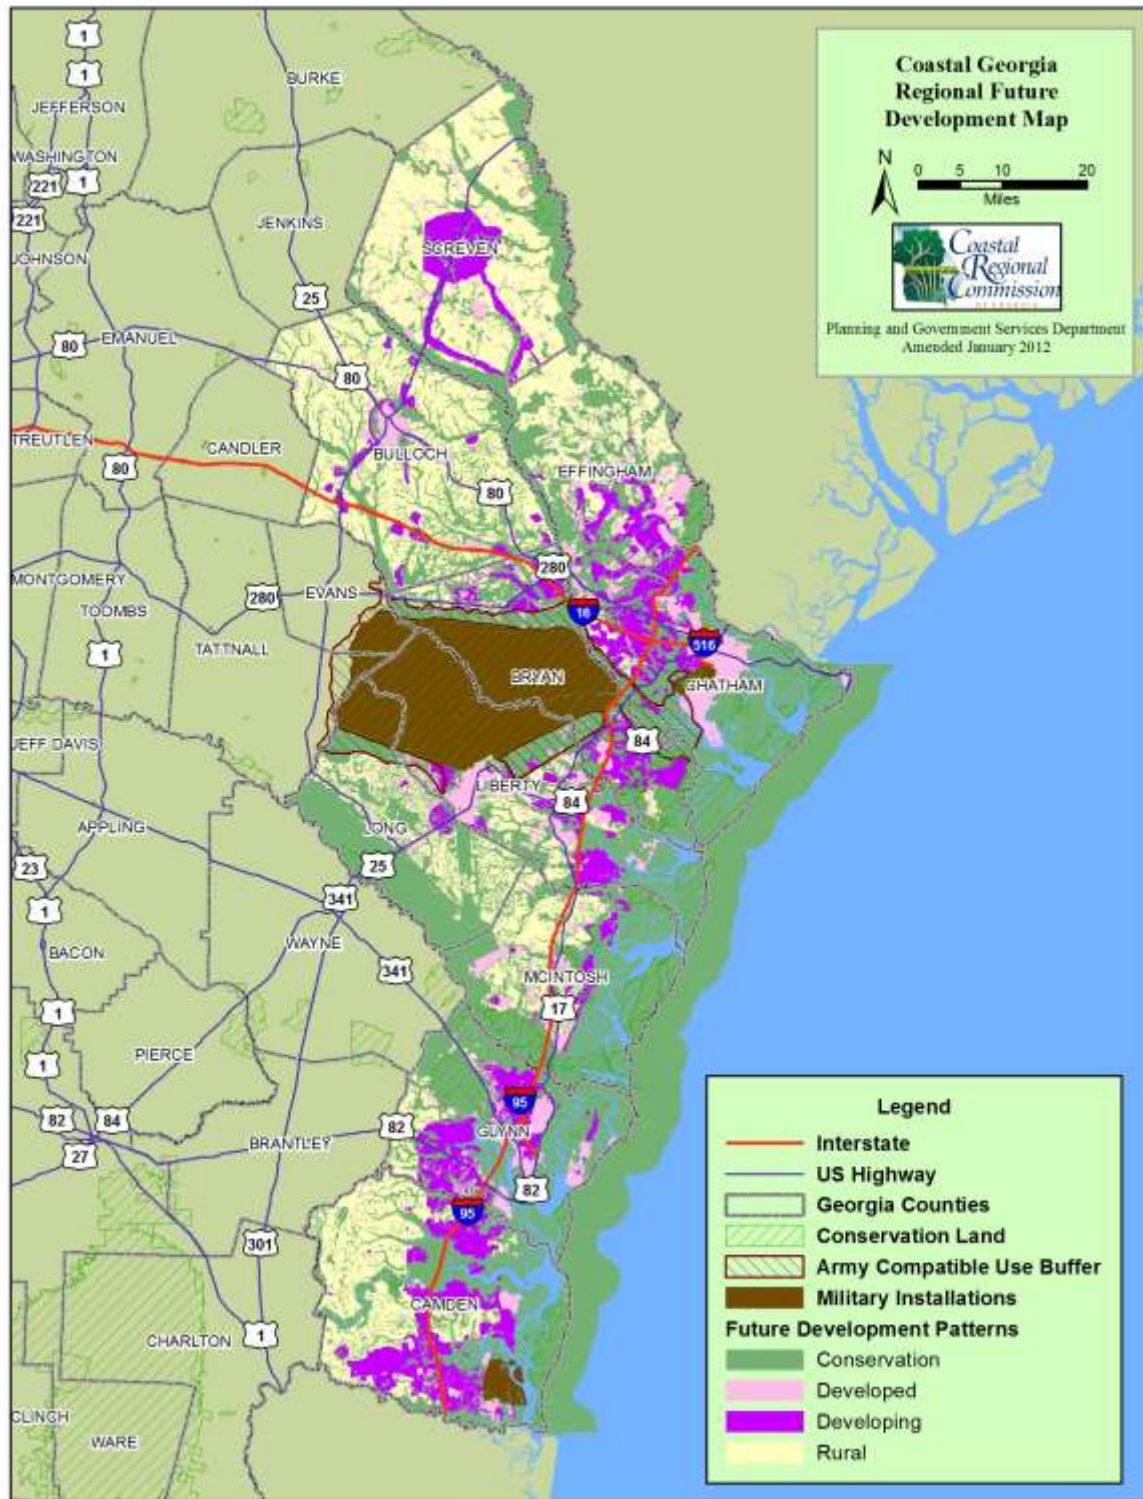 Coastal Georgia
Regional Future
Development Map
N
0 5 10 20
Miles
Coastal
Regional
Commission
OF GEORGIA
Planning and Government Services Department
Amended January 2012
1
BURKE
1
JEFFERSON
WASHINGTON
221
1
221
JENKINS
SCREVEN
JOHNSON
25
EMANUEL
80
80
TREUTLEN
CANDLER
BULLOCH
80
EFFINGHAM
80
280
MONTGOMERY
TOOMBS
280
EVANS
16
TATTNALL
1
516
BRYAN
CHATHAM
JEFF DAVIS
84
LIBERTY
84
APPLING
LONG
23
25
1
341
WAYNE
BACON
341
MCINTOSH
17
1
PIERCE
1
95
82
84
82
GLYNN
27
BRANTLEY
82
95
301
CAMDEN
CHARLTON
1
CLINCH
WARE
Legend
Interstate
US Highway
Georgia Counties
Conservation Land
Army Compatible Use Buffer
Military Installations
Future Development Patterns
Conservation
Developed
Developing
Rural